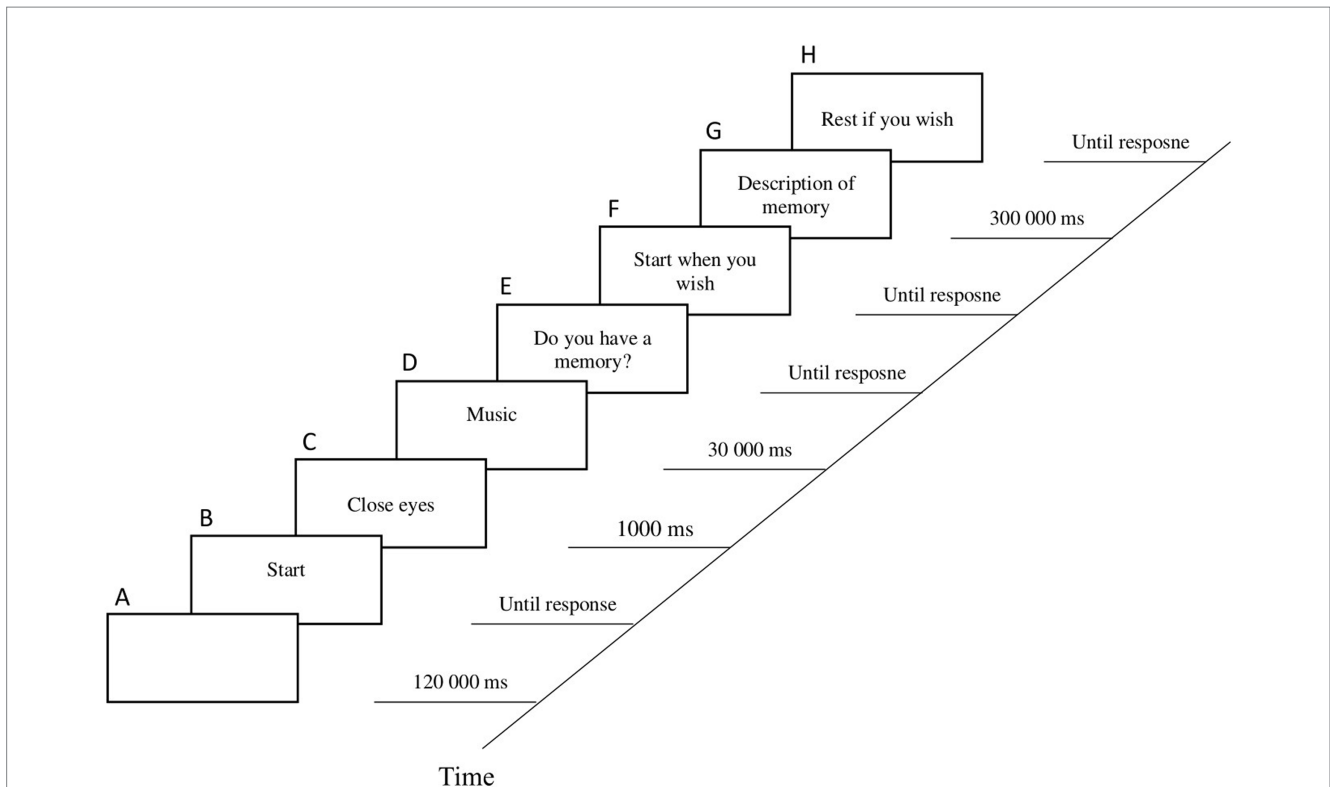 H
Rest if you wish
Until resposne
G
Description of
memory
300 000 ms
F
Start when you
wish
Until resposne
E
Do you have a
memory?
Until resposne
D
Music
30 000 ms
C
Close eyes
1000 ms
B
Start
Until response
A
120 000 ms
Time